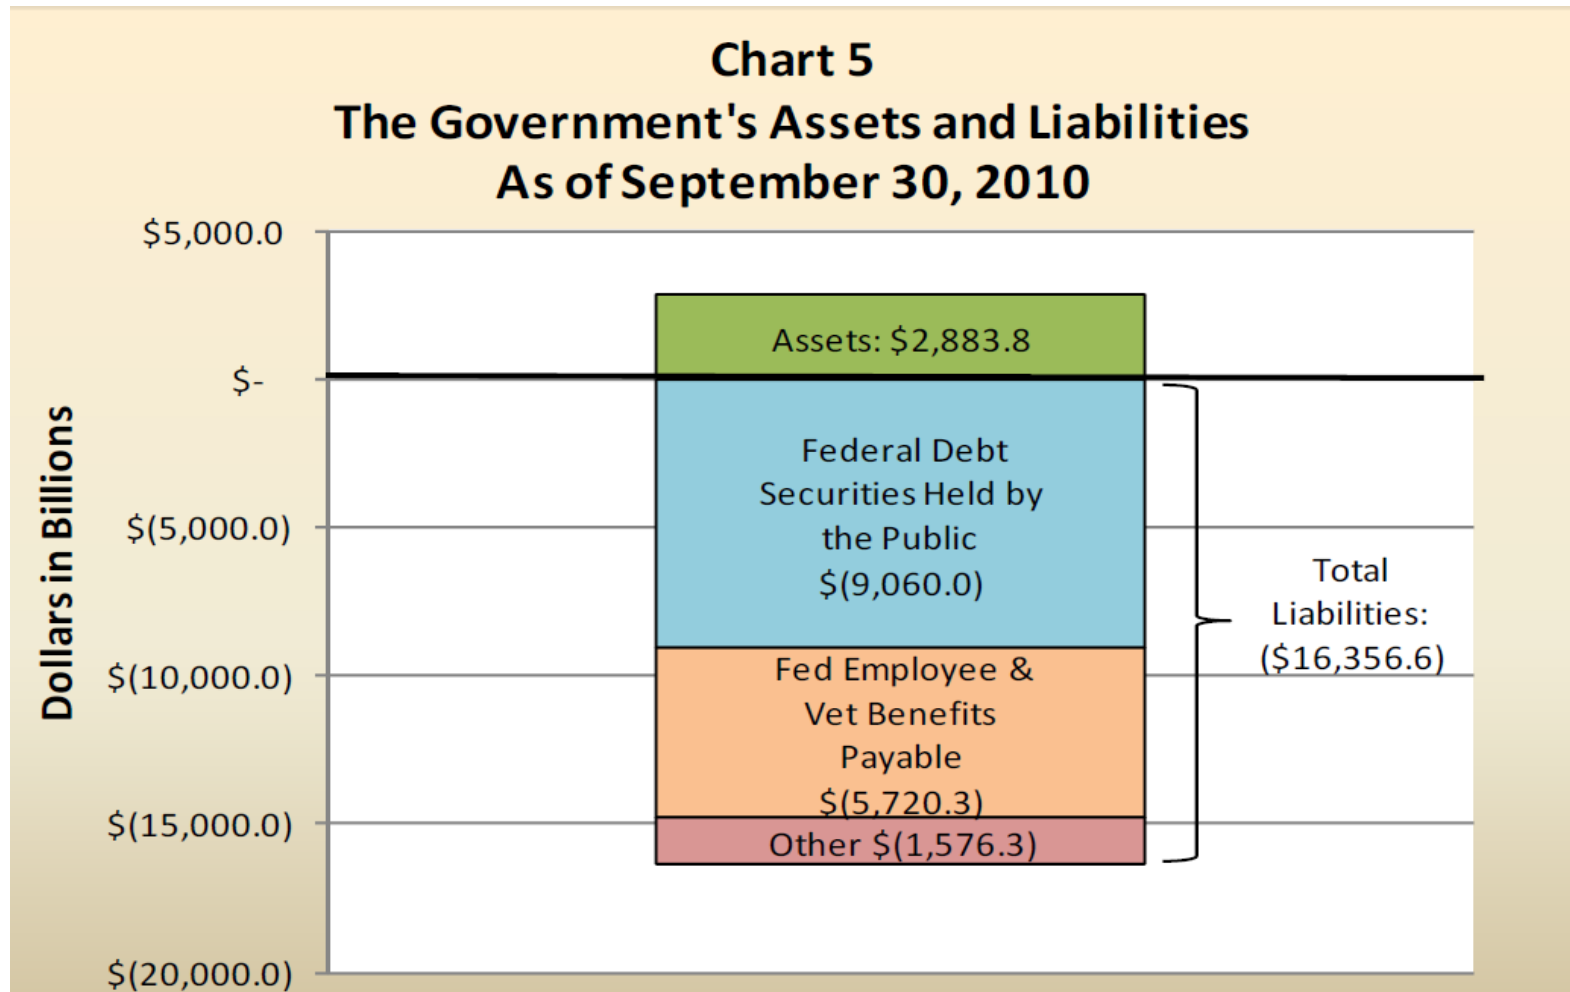 Chart 5
The Government's Assets and Liabilities
As of September 30, 2010
$5,000.0
$-
$(5,000.0)
$(10,000.0)
$(15,000.0)
$(20,000.0)
Dollars in Billions
Assets: $2,883.8
Federal Debt
Securities Held by
the Public
$(9,060.0)
Fed Employee &
Vet Benefits
Payable
$(5,720.3)
Other $(1,576.3)
Total
Liabilities:
($16,356.6)